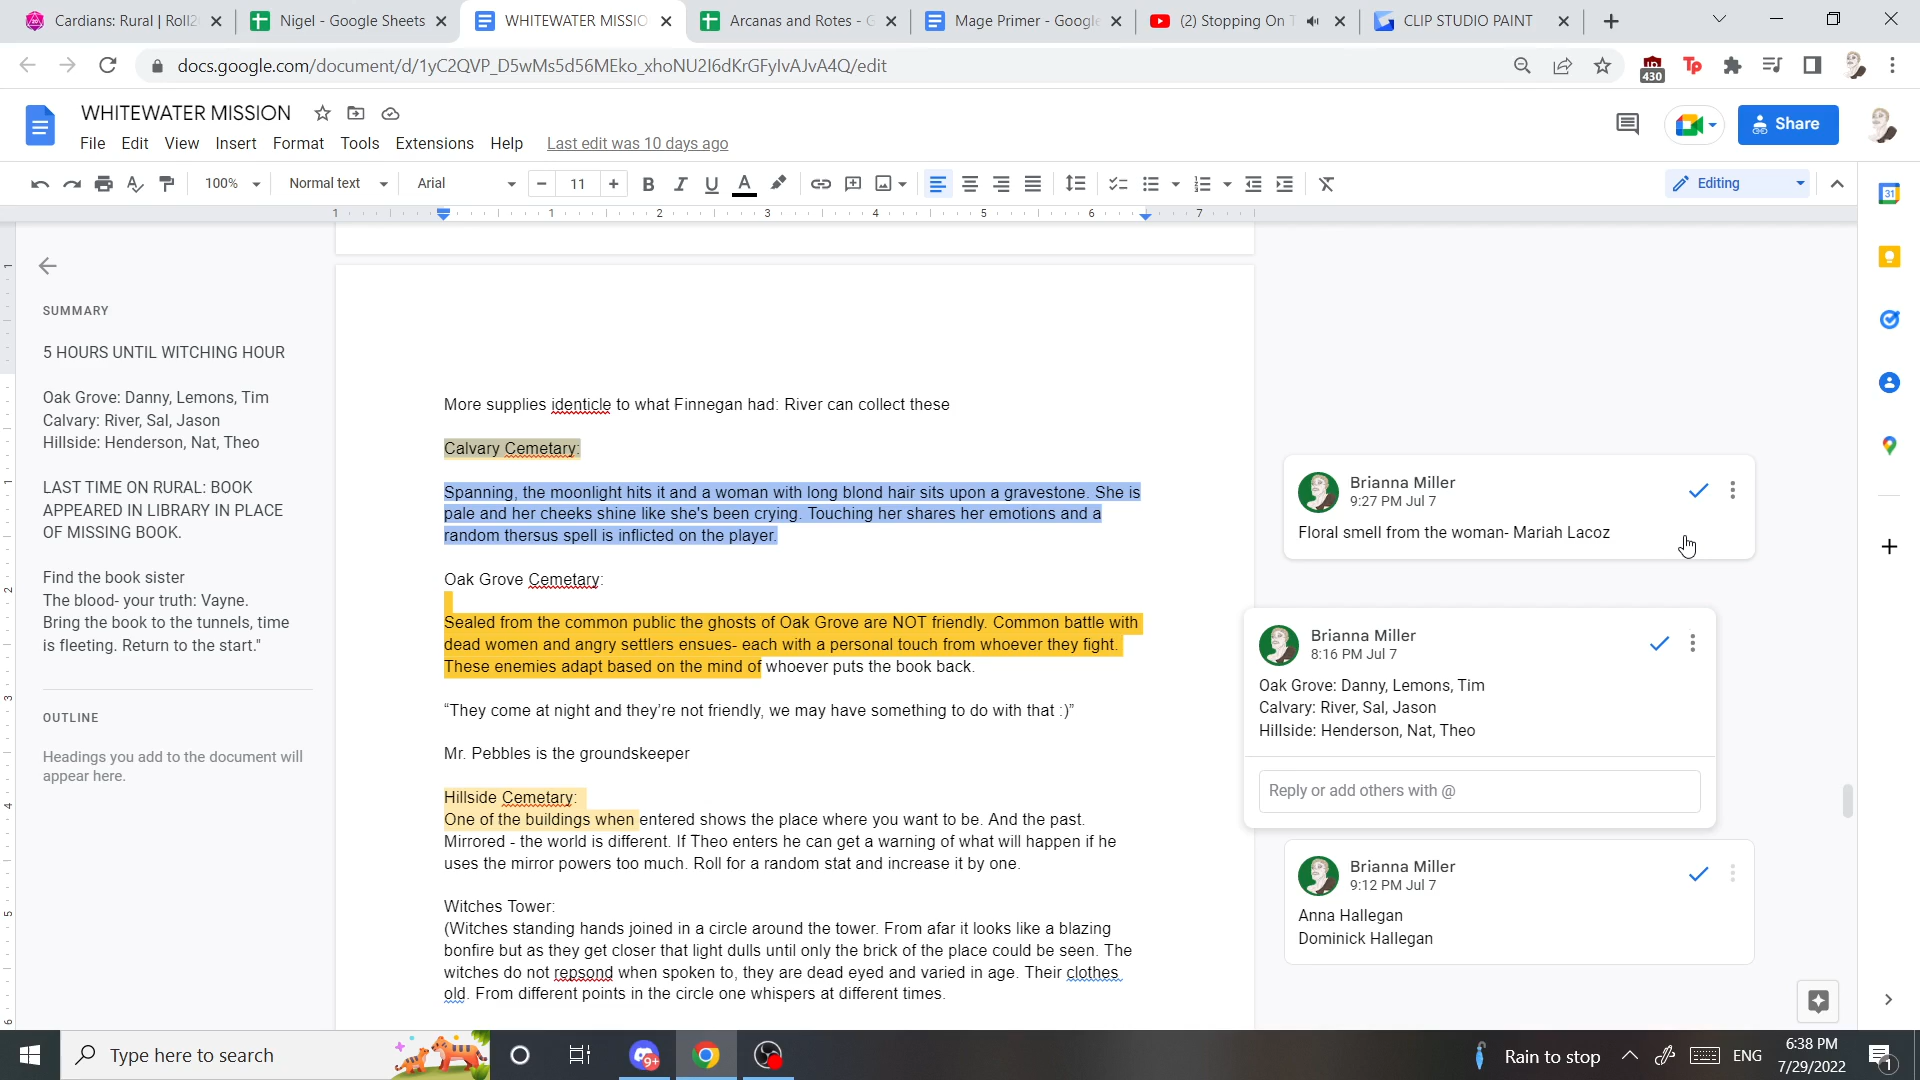 Cardians: Rural | Roll2
Nigel - Google Sheets
WHITEWATER MISSIO
Arcanas and Rotes - G
Mage Primer - Google
(2) Stopping On T
CLIP STUDIO PAINT
docs.google.com/document/d/1yC2QVP_D5wMs5d56MEko_xhoNU2I6dKrGFylvAJvA4Q/edit
430
WHITEWATER MISSION
File Edit View Insert Format Tools Extensions Help Last edit was 10 days ago
Share
100% Normal text Arial 11 Editing
31
1 1 2 3 4 5 6 7
SUMMARY
5 HOURS UNTIL WITCHING HOUR
Oak Grove: Danny, Lemons, Tim
Calvary: River, Sal, Jason
Hillside: Henderson, Nat, Theo
LAST TIME ON RURAL: BOOK
APPEARED IN LIBRARY IN PLACE
OF MISSING BOOK.
Find the book sister
The blood- your truth: Vayne.
Bring the book to the tunnels, time
is fleeting. Return to the start."
OUTLINE
Headings you add to the document will
appear here.
More supplies identicle to what Finnegan had: River can collect these
Calvary Cemetary:
Spanning, the moonlight hits it and a woman with long blond hair sits upon a gravestone. She is
pale and her cheeks shine like she's been crying. Touching her shares her emotions and a
random thersus spell is inflicted on the player.
Oak Grove Cemetary:
Sealed from the common public the ghosts of Oak Grove are NOT friendly. Common battle with
dead women and angry settlers ensues- each with a personal touch from whoever they fight.
These enemies adapt based on the mind of whoever puts the book back.
“They come at night and they’re not friendly, we may have something to do with that :)”
Mr. Pebbles is the groundskeeper
Hillside Cemetary:
One of the buildings when entered shows the place where you want to be. And the past.
Mirrored - the world is different. If Theo enters he can get a warning of what will happen if he
uses the mirror powers too much. Roll for a random stat and increase it by one.
Witches Tower:
(Witches standing hands joined in a circle around the tower. From afar it looks like a blazing
bonfire but as they get closer that light dulls until only the brick of the place could be seen. The
witches do not repsond when spoken to, they are dead eyed and varied in age. Their clothes
old. From different points in the circle one whispers at different times.
Brianna Miller
9:27 PM Jul 7
Floral smell from the woman- Mariah Lacoz
Brianna Miller
8:16 PM Jul 7
Oak Grove: Danny, Lemons, Tim
Calvary: River, Sal, Jason
Hillside: Henderson, Nat, Theo
Reply or add others with @
Brianna Miller
9:12 PM Jul 7
Anna Hallegan
Dominick Hallegan
Type here to search
9+
Rain to stop
ENG
6:38 PM
7/29/2022
1